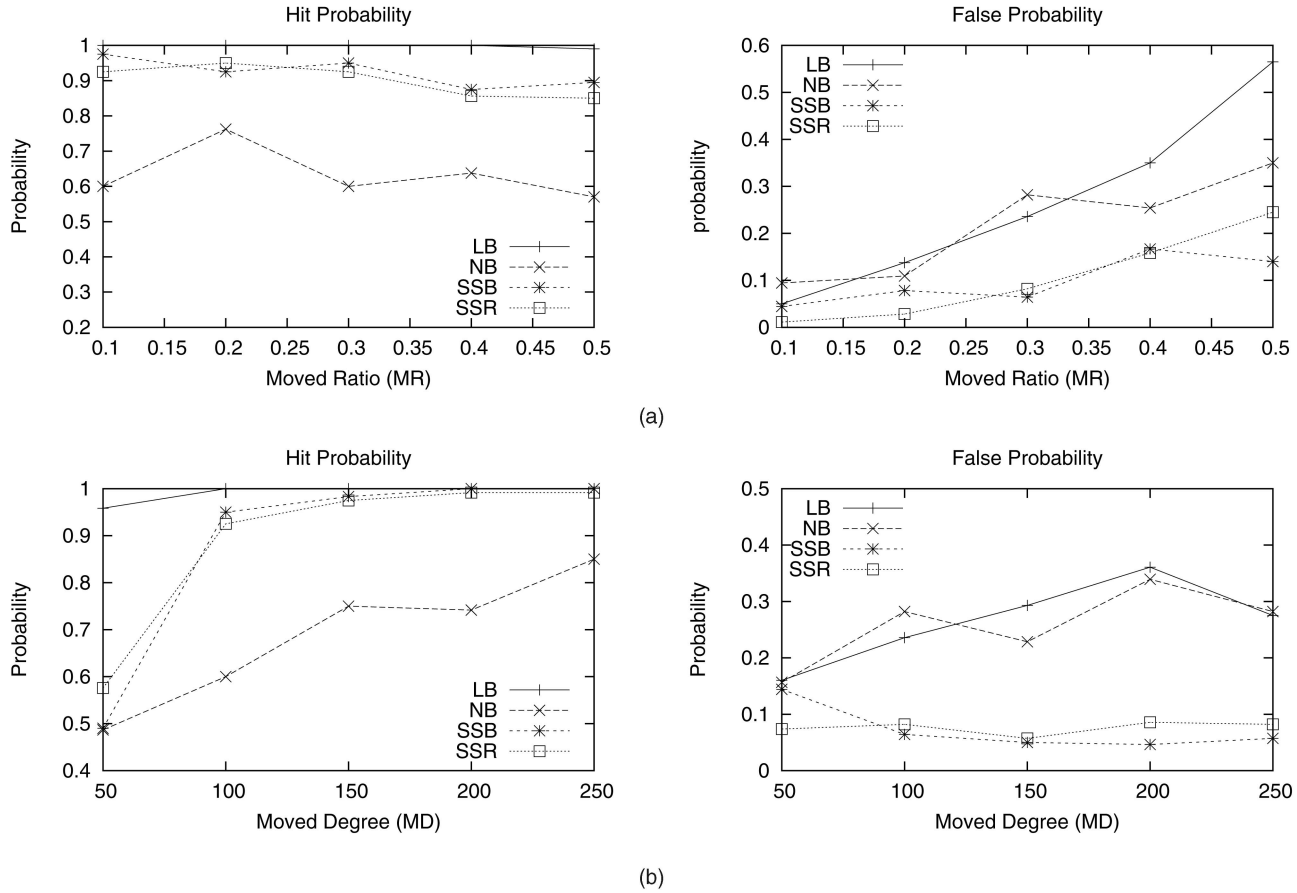 Hit Probability
1
0.9
0.8
0.7
0.6
0.5
0.4
0.3
0.2
Probability
LB
NB
SSB
SSR
0.1 0.15 0.2 0.25 0.3 0.35 0.4 0.45 0.5
Moved Ratio (MR)
False Probability
0.6
0.5
0.4
0.3
0.2
0.1
0
probability
LB
NB
SSB
SSR
0.1 0.15 0.2 0.25 0.3 0.35 0.4 0.45 0.5
Moved Ratio (MR)
(a)
Hit Probability
1
0.9
0.8
0.7
0.6
0.5
0.4
Probability
LB
NB
SSB
SSR
50 100 150 200 250
Moved Degree (MD)
False Probability
0.5
0.4
0.3
0.2
0.1
0
Probability
LB
NB
SSB
SSR
50 100 150 200 250
Moved Degree (MD)
(b)